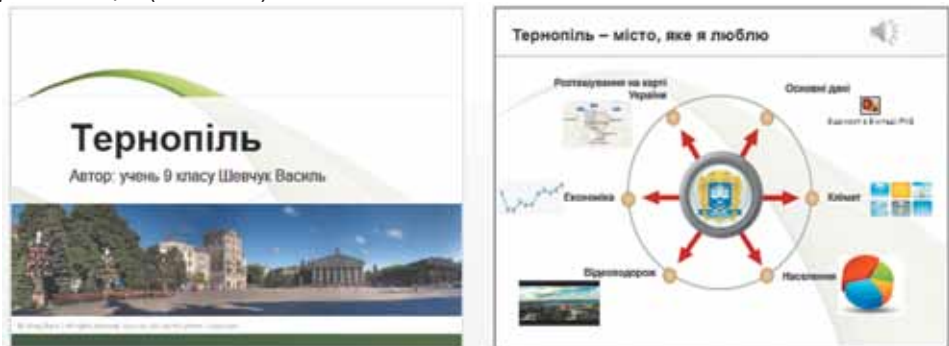 Тернопіль
Автор: учень 9 класу Шевчук Василь
Тернопіль – місто, яке я люблю
Розташування на карті
України
Основні дані
Економіка
Клімат
Відеоподорож
Населення